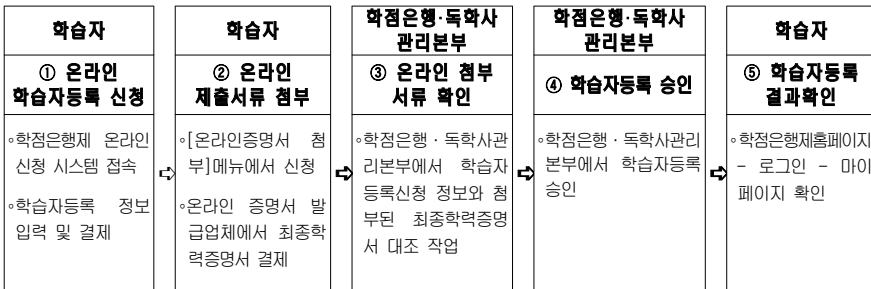 학습자
① 온라인
학습자등록 신청
◦학점은행제 온라인
신청 시스템 접속
◦학습자등록 정보
입력 및 결제
⇨
학습자
② 온라인
제출서류 첨부
◦[온라인증명서 첨
부]메뉴에서 신청
◦온라인 증명서 발
급업체에서 최종학
력증명서 결제
⇨
학점은행·독학사
관리본부
③ 온라인 첨부
서류 확인
◦학점은행·독학사관
리본부에서 학습자
등록신청 정보와 첨
부된 최종학력증명
서 대조 작업
⇨
학점은행·독학사
관리본부
④ 학습자등록 승인
◦학점은행·독학사관리
본부에서 학습자등록
승인
⇨
학습자
⑤ 학습자등록
결과확인
◦학점은행제홈페이지
- 로그인 - 마이
페이지 확인